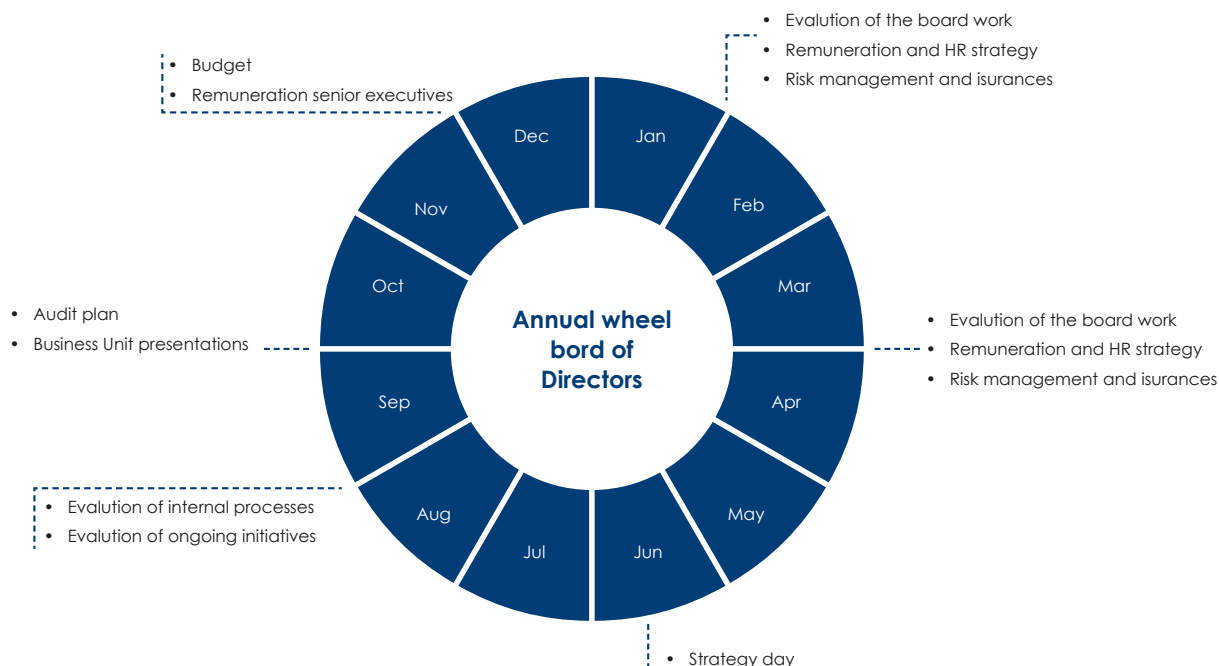 • Evalution of the board work
• Remuneration and HR strategy
• Risk management and isurances
• Budget
• Remuneration senior executives
Dec
Jan
Nov
Feb
Oct
Mar
• Audit plan
• Business Unit presentations
Annual wheel
bord of
Directors
• Evalution of the board work
• Remuneration and HR strategy
• Risk management and isurances
Sep
Apr
• Evalution of internal processes
• Evalution of ongoing initiatives
Aug
May
Jul
Jun
• Strategy day